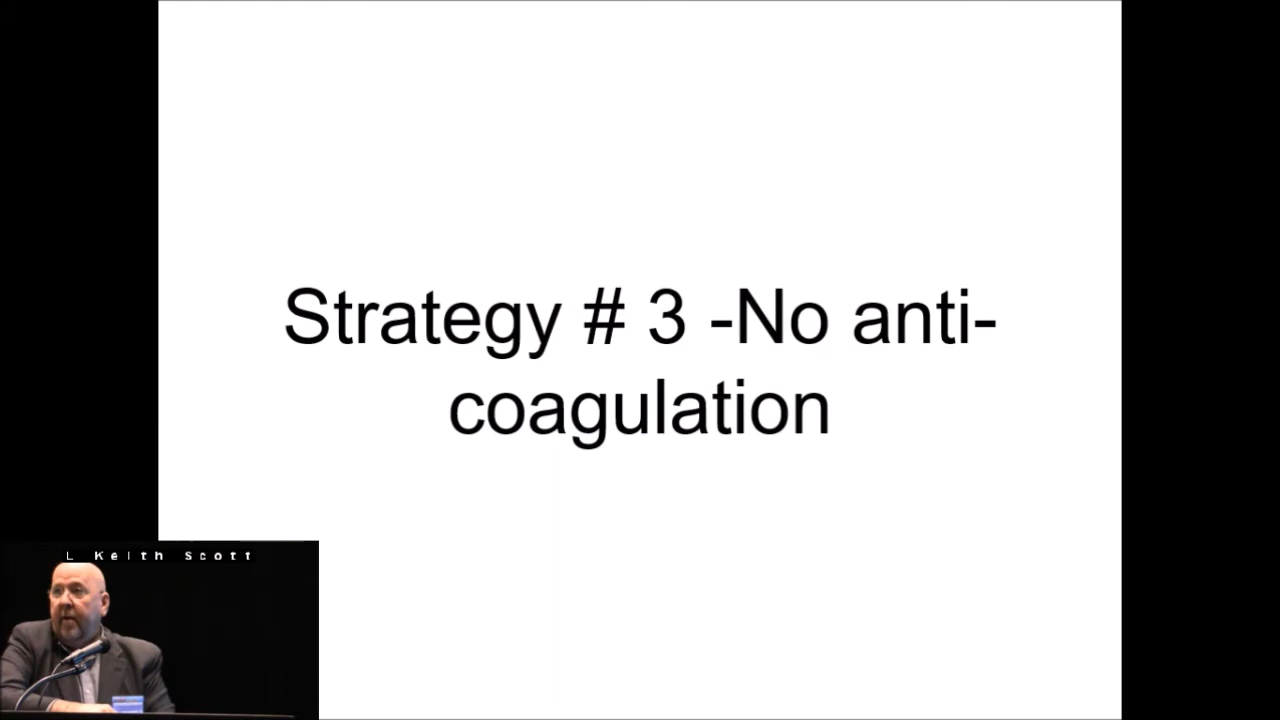 Strategy # 3 -No anti-
coagulation
L Keith Scott